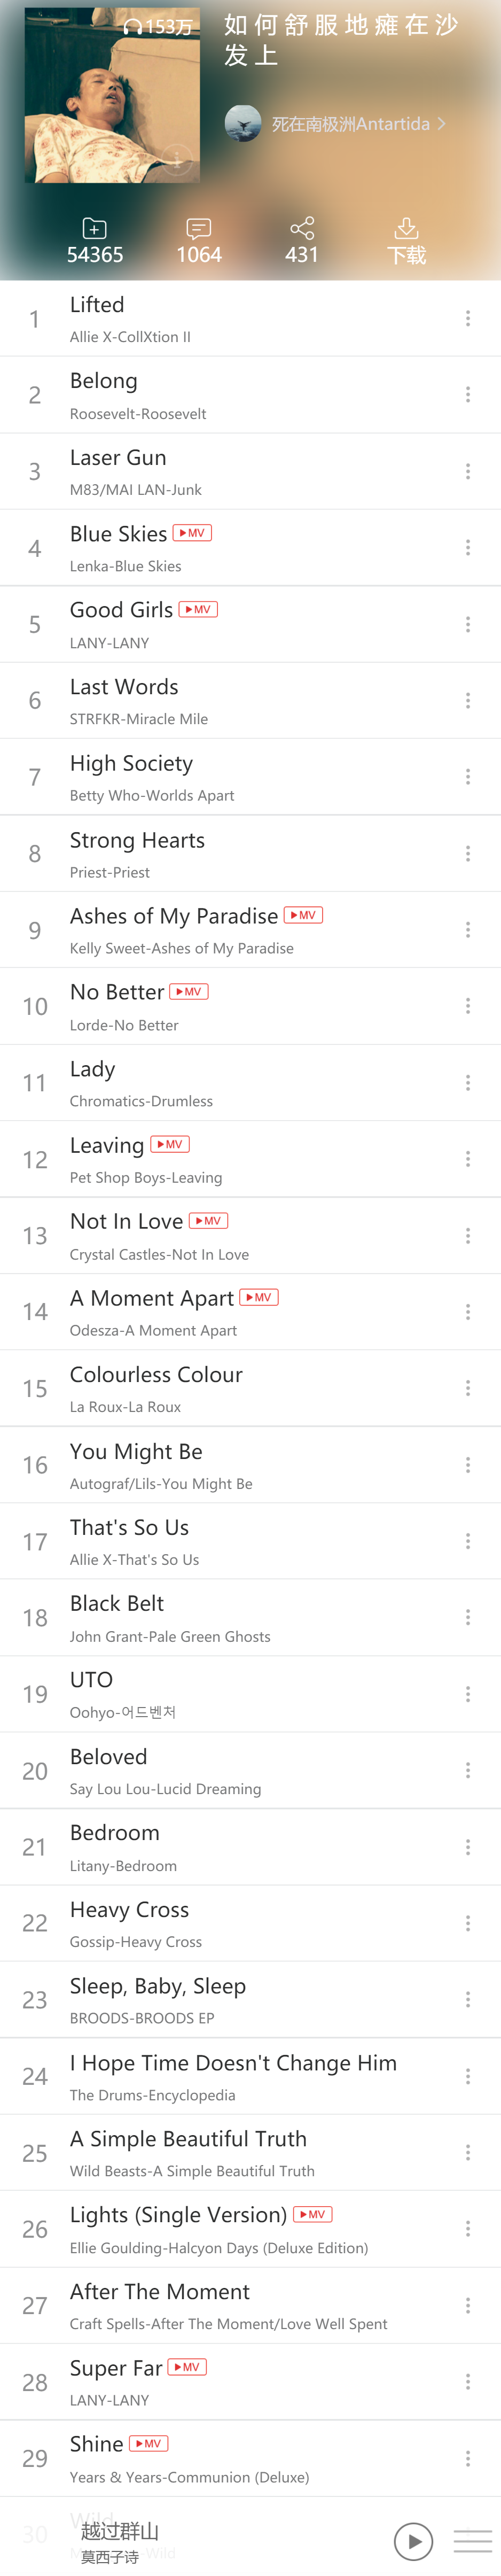 153万
如何舒服地瘫在沙
发上
死在南极洲Antartida
54365
1064
431
下载
1
Lifted
Allie X-CollXtion II
2
Belong
Roosevelt-Roosevelt
3
Laser Gun
M83/MAI LAN-Junk
4
Blue Skies MV
Lenka-Blue Skies
5
Good Girls MV
LANY-LANY
6
Last Words
STRFKR-Miracle Mile
7
High Society
Betty Who-Worlds Apart
8
Strong Hearts
Priest-Priest
9
Ashes of My Paradise MV
Kelly Sweet-Ashes of My Paradise
10
No Better MV
Lorde-No Better
11
Lady
Chromatics-Drumless
12
Leaving MV
Pet Shop Boys-Leaving
13
Not In Love MV
Crystal Castles-Not In Love
14
A Moment Apart MV
Odesza-A Moment Apart
15
Colourless Colour
La Roux-La Roux
16
You Might Be
Autograf/Lils-You Might Be
17
That's So Us
Allie X-That's So Us
18
Black Belt
John Grant-Pale Green Ghosts
19
UTO
Oohyo-어드벤처
20
Beloved
Say Lou Lou-Lucid Dreaming
21
Bedroom
Litany-Bedroom
22
Heavy Cross
Gossip-Heavy Cross
23
Sleep, Baby, Sleep
BROODS-BROODS EP
24
I Hope Time Doesn't Change Him
The Drums-Encyclopedia
25
A Simple Beautiful Truth
Wild Beasts-A Simple Beautiful Truth
26
Lights (Single Version) MV
Ellie Goulding-Halcyon Days (Deluxe Edition)
27
After The Moment
Craft Spells-After The Moment/Love Well Spent
28
Super Far MV
LANY-LANY
29
Shine MV
Years & Years-Communion (Deluxe)
30
Wild
-Wild
越过群山
莫西子诗